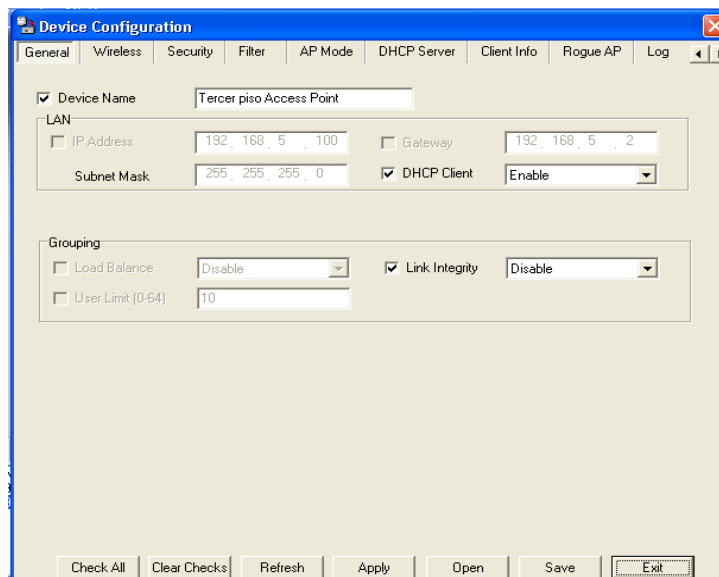 Device Configuration
General Wireless Security Filter AP Mode DHCP Server Client Info Rogue AP Log
Device Name Tercer piso Access Point
LAN
IP Address 192 . 168 . 5 . 100 Gateway 192 . 168 . 5 . 2
Subnet Mask 255 . 255 . 255 . 0 DHCP Client Enable
Grouping
Load Balance Disable Link Integrity Disable
User Limit (0-64) 10
Check All Clear Checks Refresh Apply Open Save Exit